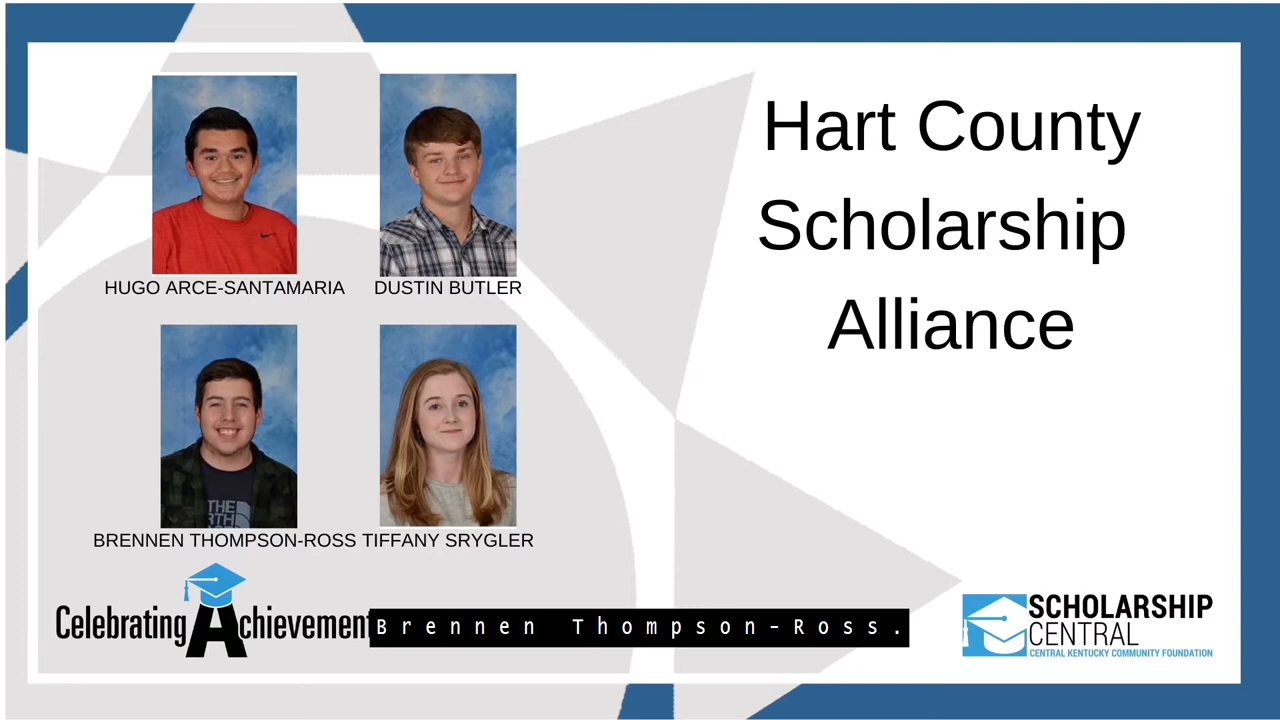 Hart County
Scholarship
Alliance
HUGO ARCE-SANTAMARIA
DUSTIN BUTLER
THE
BRENNEN THOMPSON-ROSS
TIFFANY SRYGLER
Celebrating Achievement
Brennen Thompson-Ross.
SCHOLARSHIP
CENTRAL
CENTRAL KENTUCKY COMMUNITY FOUNDATION